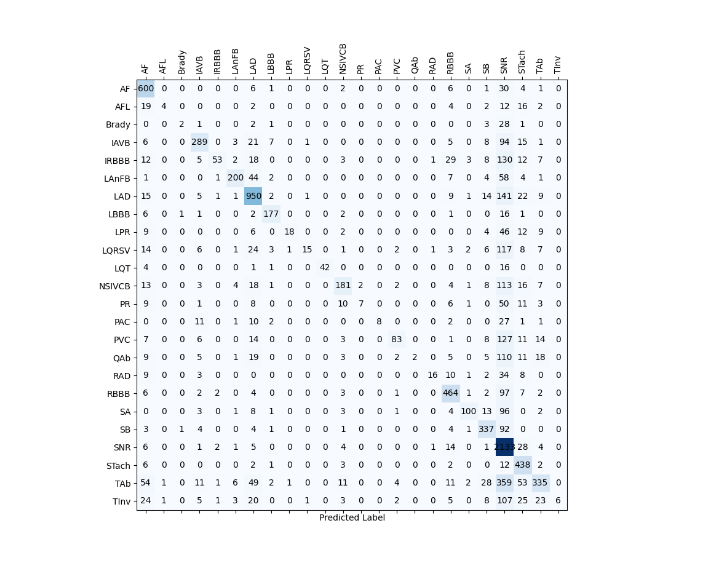 AF AFL Brady IAVB IRBBB LAnFB LAD LBBB LPR LQRSV LQT NSIVCB PR PAC PVC QAb RAD RBBB SA SB SNR STach TAb TInv
AF 600 0 0 0 0 0 6 1 0 0 0 2 0 0 0 0 0 6 0 1 30 4 1 0
AFL 19 4 0 0 0 0 2 0 0 0 0 0 0 0 0 0 0 4 0 2 12 16 2 0
Brady 0 0 2 1 0 0 2 1 0 0 0 0 0 0 0 0 0 0 0 3 28 1 0 0
IAVB 6 0 0 289 0 3 21 7 0 1 0 0 0 0 0 0 0 5 0 8 94 15 1 0
IRBBB 12 0 0 5 53 2 18 0 0 0 0 3 0 0 0 0 1 29 3 8 130 12 7 0
LAnFB 1 0 0 0 1 200 44 2 0 0 0 0 0 0 0 0 0 7 0 4 58 4 1 0
LAD 15 0 0 5 1 1 950 2 0 1 0 0 0 0 0 0 0 9 1 14 141 22 9 0
LBBB 6 0 1 1 0 0 2 177 0 0 0 2 0 0 0 0 0 1 0 0 16 1 0 0
LPR 9 0 0 0 0 0 6 0 18 0 0 2 0 0 0 0 0 0 0 4 46 12 9 0
LQRSV 14 0 0 6 0 1 24 3 1 15 0 1 0 0 2 0 1 3 2 6 117 8 7 0
LQT 4 0 0 0 0 0 1 1 0 0 42 0 0 0 0 0 0 0 0 0 16 0 0 0
NSIVCB 13 0 0 3 0 4 18 1 0 0 0 181 2 0 2 0 0 4 1 8 113 16 7 0
PR 9 0 0 1 0 0 8 0 0 0 0 10 7 0 0 0 0 6 1 0 50 11 3 0
PAC 0 0 0 11 0 1 10 2 0 0 0 0 0 8 0 0 0 2 0 0 27 1 1 0
PVC 7 0 0 6 0 0 14 0 0 0 0 3 0 0 83 0 0 1 0 8 127 11 14 0
QAb 9 0 0 5 0 1 19 0 0 0 0 3 0 0 2 2 0 5 0 5 110 11 18 0
RAD 9 0 0 3 0 0 0 0 0 0 0 0 0 0 0 0 16 10 1 2 34 8 0 0
RBBB 6 0 0 2 2 0 4 0 0 0 0 3 0 0 1 0 0 464 1 2 97 7 2 0
SA 0 0 0 3 0 1 8 1 0 0 0 3 0 0 1 0 0 4 100 13 96 0 2 0
SB 3 0 1 4 0 0 4 1 0 0 0 1 0 0 0 0 0 4 1 337 92 0 0 0
SNR 6 0 0 1 2 1 5 0 0 0 0 4 0 0 0 0 1 14 0 1 28 4 0
STach 6 0 0 0 0 0 2 1 0 0 0 3 0 0 0 0 0 2 0 0 12 438 2 0
TAb 54 1 0 11 1 6 49 2 1 0 0 11 0 0 4 0 0 11 2 28 359 53 335 0
TInv 24 1 0 5 1 3 20 0 0 1 0 3 0 0 2 0 0 5 0 8 107 25 23 6
Predicted Label